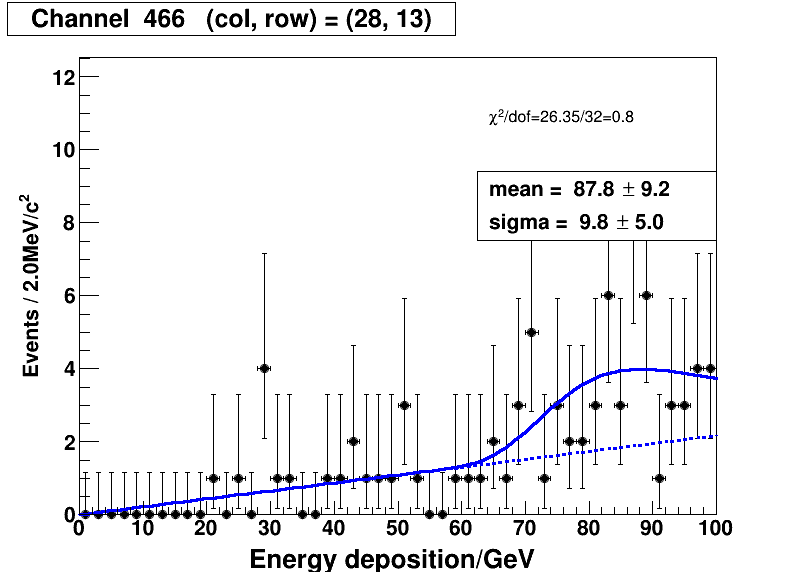 Channel 466 (col, row) = (28, 13)
χ²/dof=26.35/32=0.8
mean = 87.8 ± 9.2
sigma = 9.8 ± 5.0
Events / 2.0MeV/c²
12
10
8
6
4
2
0
0 10 20 30 40 50 60 70 80 90 100
Energy deposition/GeV